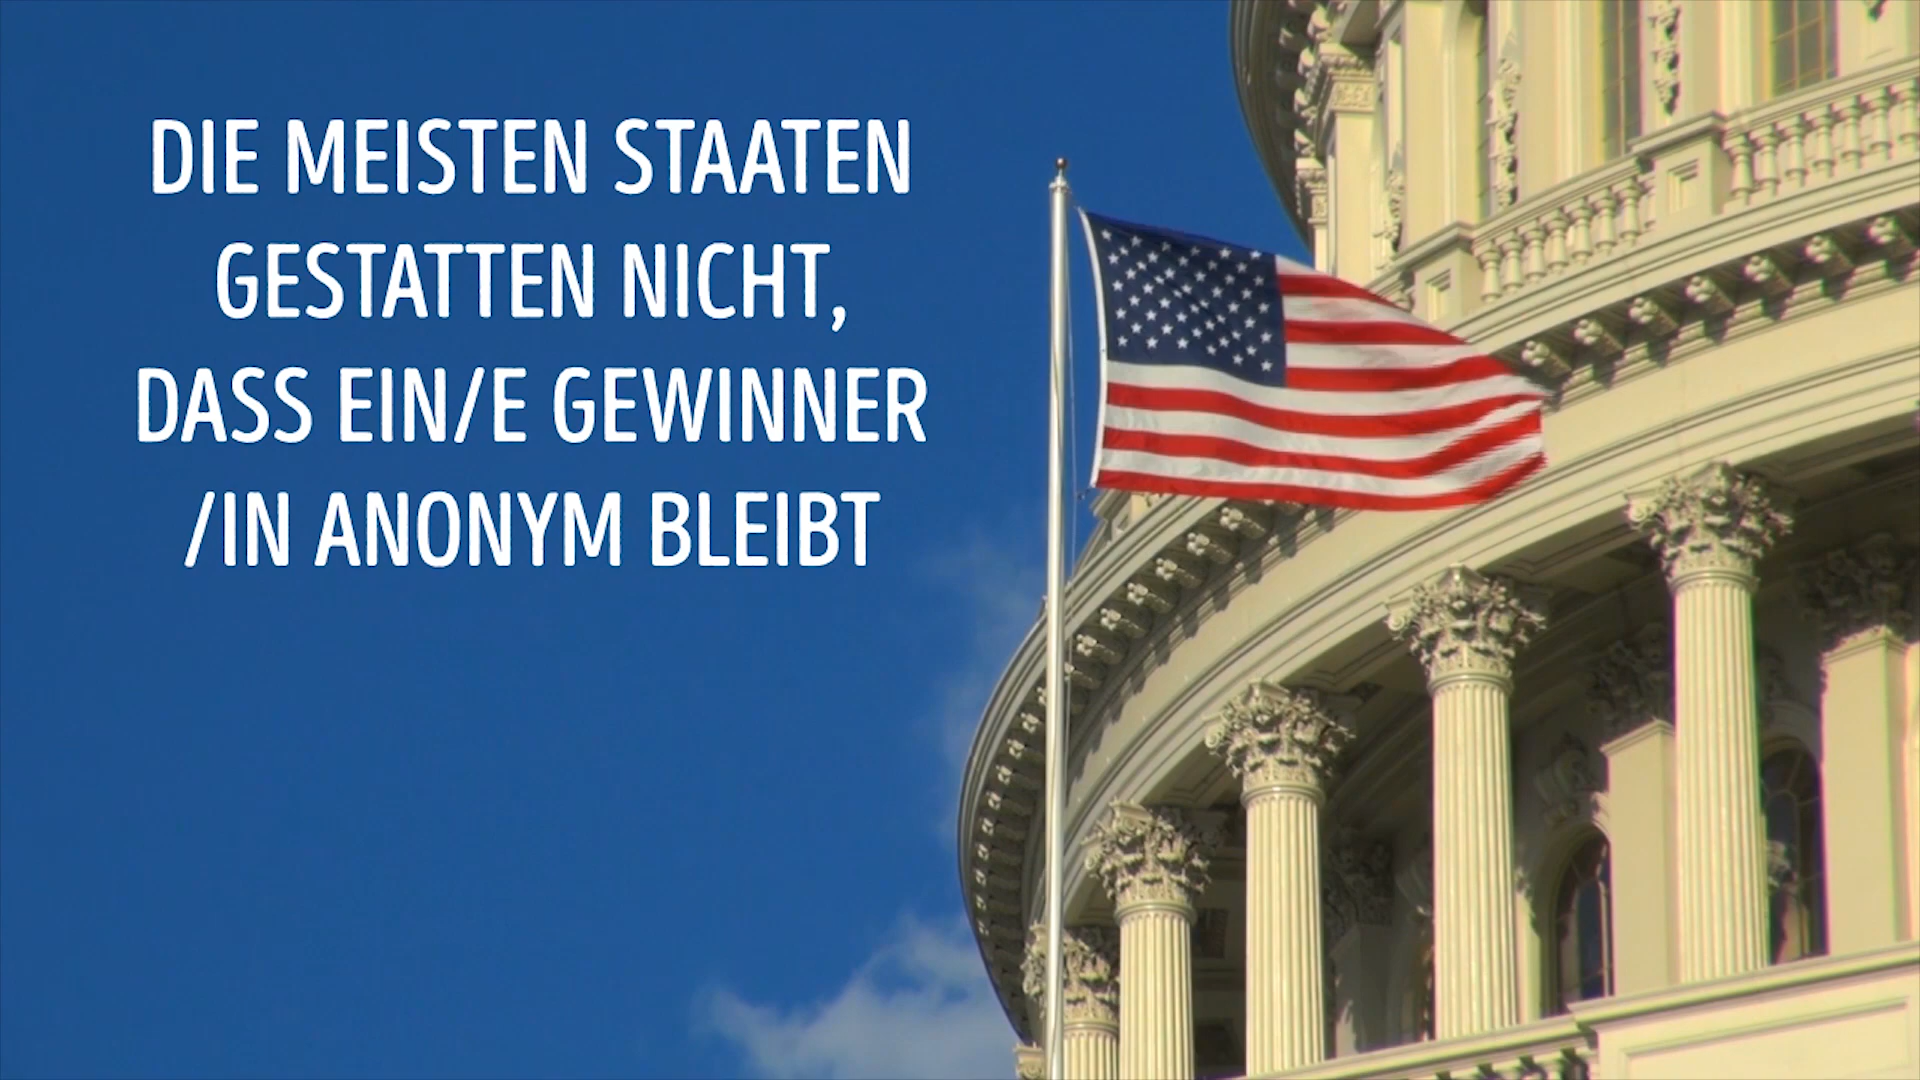 DIE MEISTEN STAATEN
GESTATTEN NICHT,
DASS EIN/E GEWINNER
/IN ANONYM BLEIBT